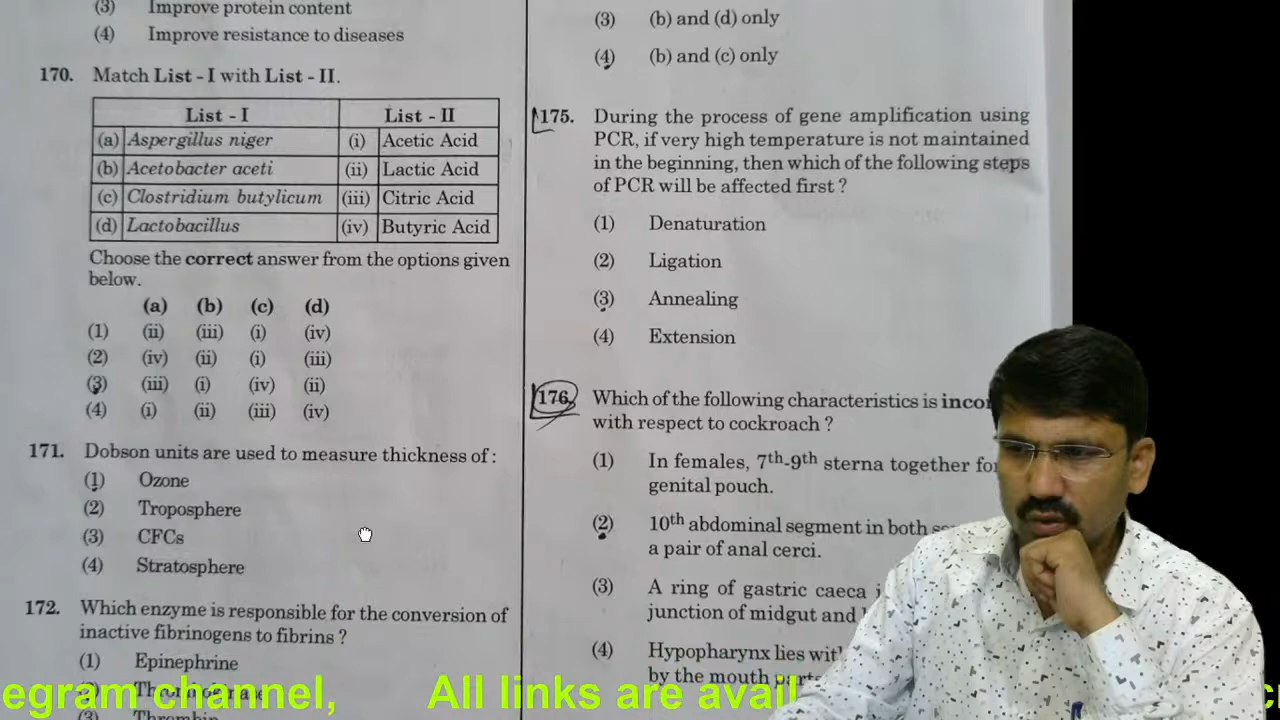 (3) Improve protein content
(4) Improve resistance to diseases
170. Match List - I with List - II.
List - I List - II
(a) Aspergillus niger (i) Acetic Acid
(b) Acetobacter aceti (ii) Lactic Acid
(c) Clostridium butylicum (iii) Citric Acid
(d) Lactobacillus (iv) Butyric Acid
Choose the correct answer from the options given
below.
(a) (b) (c) (d)
(1) (ii) (iii) (i) (iv)
(2) (iv) (ii) (i) (iii)
(3) (iii) (i) (iv) (ii)
(4) (i) (ii) (iii) (iv)
171. Dobson units are used to measure thickness of :
(1) Ozone
(2) Troposphere
(3) CFCs
(4) Stratosphere
172. Which enzyme is responsible for the conversion of
inactive fibrinogens to fibrins ?
(1) Epinephrine
(3) Thrombin
(3) (b) and (d) only
(4) (b) and (c) only
175. During the process of gene amplification using
PCR, if very high temperature is not maintained
in the beginning, then which of the following steps
of PCR will be affected first ?
(1) Denaturation
(2) Ligation
(3) Annealing
(4) Extension
176. Which of the following characteristics is
with respect to cockroach ?
(1) In females, 7th-9th sterna together
genital pouch.
(2) 10th abdominal segment in both
a pair of anal cerci.
(3) A ring of gastric caeca
junction of midgut and
(4) Hypopharynx lies
by the mouth parts
channel, All links are